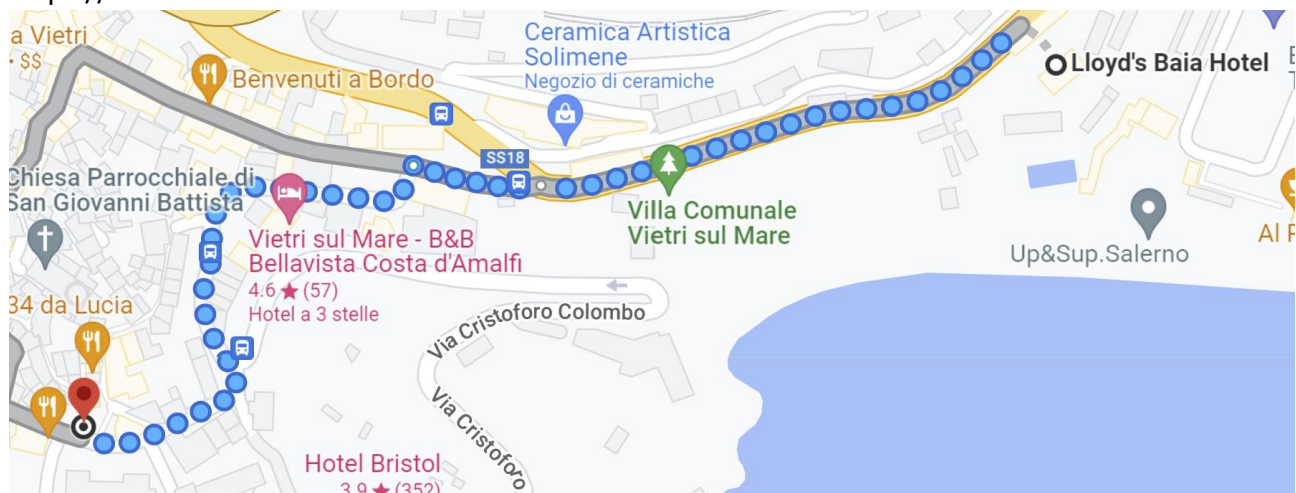 a Vietri
$$
Benvenuti a Bordo
Ceramica Artistica
Solimene
Negozio di ceramiche
Lloyd's Baia Hotel
SS18
Chiesa Parrocchiale di
San Giovanni Battista
Villa Comunale
Vietri sul Mare
Vietri sul Mare - B&B
Bellavista Costa d'Amalfi
4.6 ★ (57)
Hotel a 3 stelle
Up&Sup.Salerno
Al
34 da Lucia
Via Cristoforo Colombo
Via Cristoforo
Hotel Bristol
3.9 ★ (352)